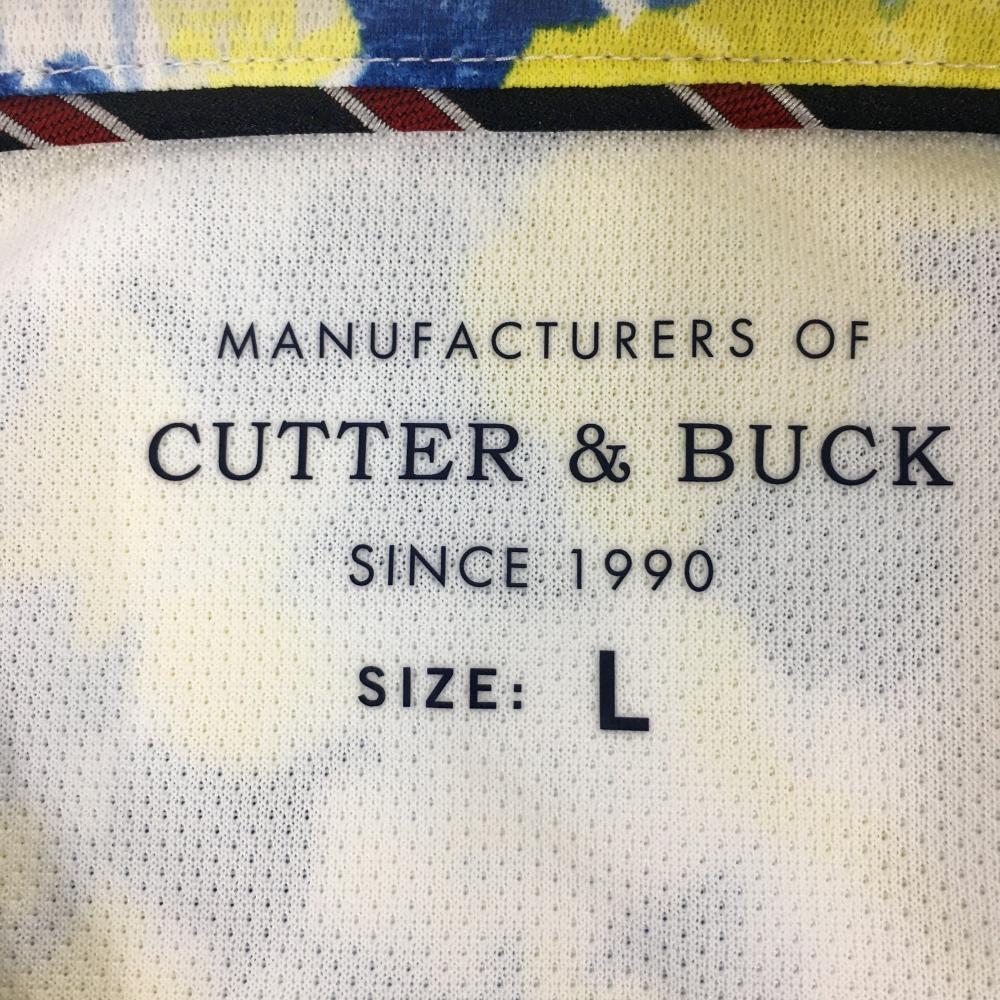 MANUFACTURERS OF
CUTTER & BUCK
SINCE 1990
SIZE: L